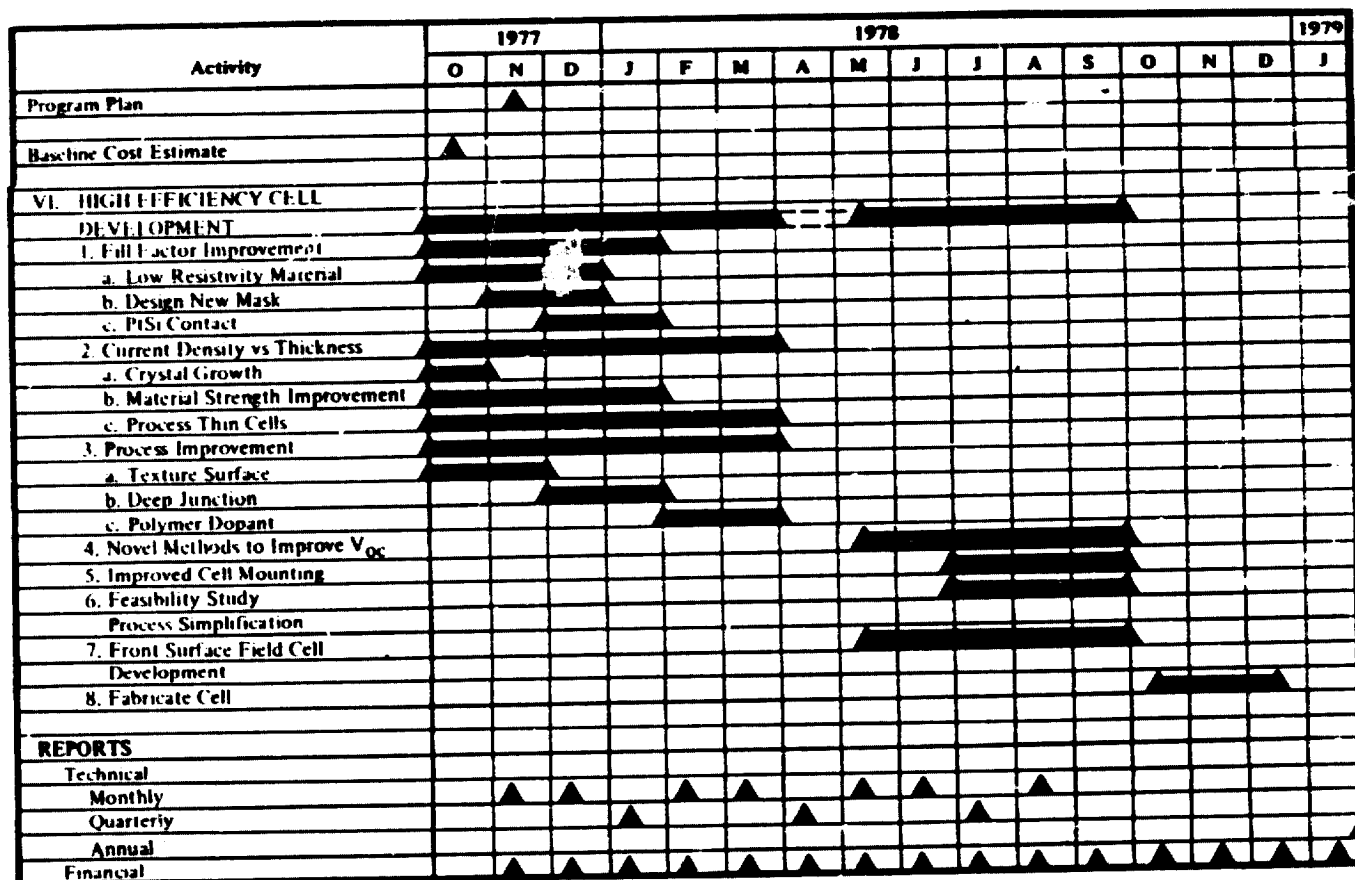 1977 1978 1979
Activity O N D J F M A M J J A S O N D J
Program Plan
Baseline Cost Estimate
VI. HIGH EFFICIENCY CELL
DEVELOPMENT
1. Fill Factor Improvement
a. Low Resistivity Material
b. Design New Mask
c. PtSi Contact
2. Current Density vs Thickness
a. Crystal Growth
b. Material Strength Improvement
c. Process Thin Cells
3. Process Improvement
a. Texture Surface
b. Deep Junction
c. Polymer Dopant
4. Novel Methods to Improve VOC
5. Improved Cell Mounting
6. Feasibility Study
Process Simplification
7. Front Surface Field Cell
Development
8. Fabricate Cell
REPORTS
Technical
Monthly
Quarterly
Annual
Financial